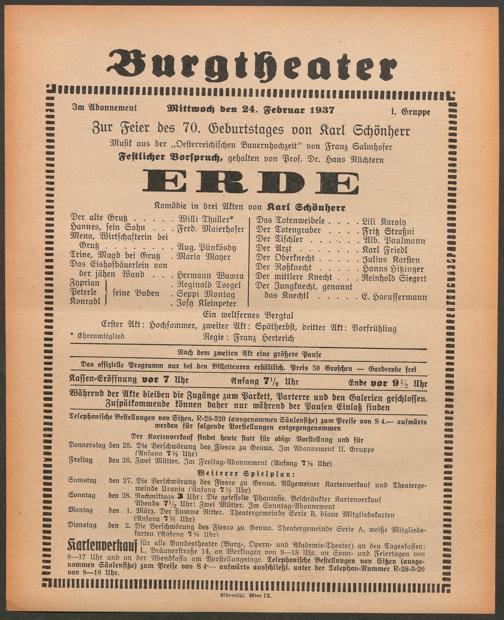 Burgtheater
Im Abonnement Mittwoch den 24. Februar 1937 I. Gruppe
Zur Feier des 70. Geburtstages von Karl Schönherr
Musik aus der „Oesterreichischen Bauernhochzeit" von Franz Salmhofer
Festlicher Vorspruch, gehalten von Prof. Dr. Hans Nüchtern
ERDE
Komödie in drei Akten von Karl Schönherr
Der alte Grutz . . . . . Willi Thaller*
Hannes, sein Sohn . . . Ferd. Maierhofer
Mena, Wirtschafterin bei
Grutz . . . . . . . . Aug. Pünkösdy
Trine, Magd bei Grutz . . Maria Mayer
Das Eishofbäuerlein von
der jähen Wand . . . Hermann Wawra
Zyprian } Reginald Toegel
Peterle } seine Buben . . Seppi Montag
Konradl } Josy Kleinpeter
Das Totenweibele . . . . Lili Karoly
Der Totengraber . . . . Fritz Straßni
Der Tischler . . . . . . Alb. Paulmann
Der Arzt . . . . . . . Karl Friedl
Der Oberknecht . . . . Julius Karsten
Der Roßknecht . . . . Hanns Hitzinger
Der mittlere Knecht . . . Reinhold Siegert
Der Jungknecht, genannt
das Knechtl . . . . . E. Haeussermann
Ein weltfernes Bergtal
Erster Akt: Hochsommer, zweiter Akt: Spätherbst, dritter Akt: Vorfrühling
* Ehrenmitglied Regie: Franz Herterich
Nach dem zweiten Akt eine größere Pause
Das offizielle Programm nur bei den Billetteuren erhältlich. Preis 50 Groschen — Garderobe frei
Kassen-Eröffnung vor 7 Uhr Anfang 7½ Uhr Ende vor 9½ Uhr
Während der Akte bleiben die Zugänge zum Parkett, Parterre und den Galerien geschlossen.
Zuspätkommende können daher nur während der Pausen Einlaß finden
Telephonische Bestellungen von Sitzen. R-28-320 (ausgenommen Säulensitze) zum Preise von S 4.— aufwärts
werden für folgende Vorstellungen entgegengenommen
Der Kartenverkauf findet heute statt für obige Vorstellung und für
Donnerstag den 25. Die Verschwörung des Fiesco zu Genua. Im Abonnement II. Gruppe
(Anfang 7½ Uhr)
Freitag den 26. Zwei Mütter. Im Freitag-Abonnement (Anfang 7½ Uhr)
Weiterer Spielplan:
Samstag den 27. Die Verschwörung des Fiesco zu Genua. Allgemeiner Kartenverkauf und Theatergemeinde
Urania (Anfang 7½ Uhr)
Sonntag den 28. Nachmittags 3 Uhr: Die gefesselte Phantasie. Beschränkter Kartenverkauf
Abends 7½ Uhr: Zwei Mütter. Im Sonntag-Abonnement
Montag den 1. März. Der stumme Ritter. Theatergemeinde Serie B, blaue Mitgliedskarten
(Anfang 7½ Uhr)
Dienstag den 2. Die Verschwörung des Fiesco zu Genua. Theatergemeinde Serie A, weiße Mitgliedskarten
(Anfang 7½ Uhr)
Kartenverkauf für alle Bundestheater (Burg-, Opern- und Akademie-Theater) an den Tageskassen:
I., Bräunerstraße 14, an Werktagen von 9—18 Uhr, an Sonn- und Feiertagen von
9—17 Uhr und an der Abendkassa am Vorstellungstage. Telephonische Bestellungen von Sitzen (ausgenommen
Säulensitze) zum Preise von S 4·— aufwärts ausschließl. unter der Telephon-Nummer R-28-3-20
von 8—18 Uhr.
Elbemühl, Wien IX.